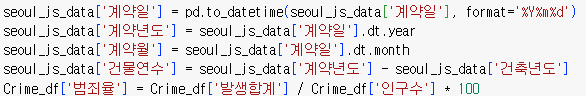 seoul_js_data['계약일'] = pd.to_datetime(seoul_js_data['계약일'], format='%Y%m%d')
seoul_js_data['계약년도'] = seoul_js_data['계약일'].dt.year
seoul_js_data['계약월'] = seoul_js_data['계약일'].dt.month
seoul_js_data['건물연수'] = seoul_js_data['계약년도'] - seoul_js_data['건축년도']
Crime_df['범죄율'] = Crime_df['발생합계'] / Crime_df['인구수'] * 100